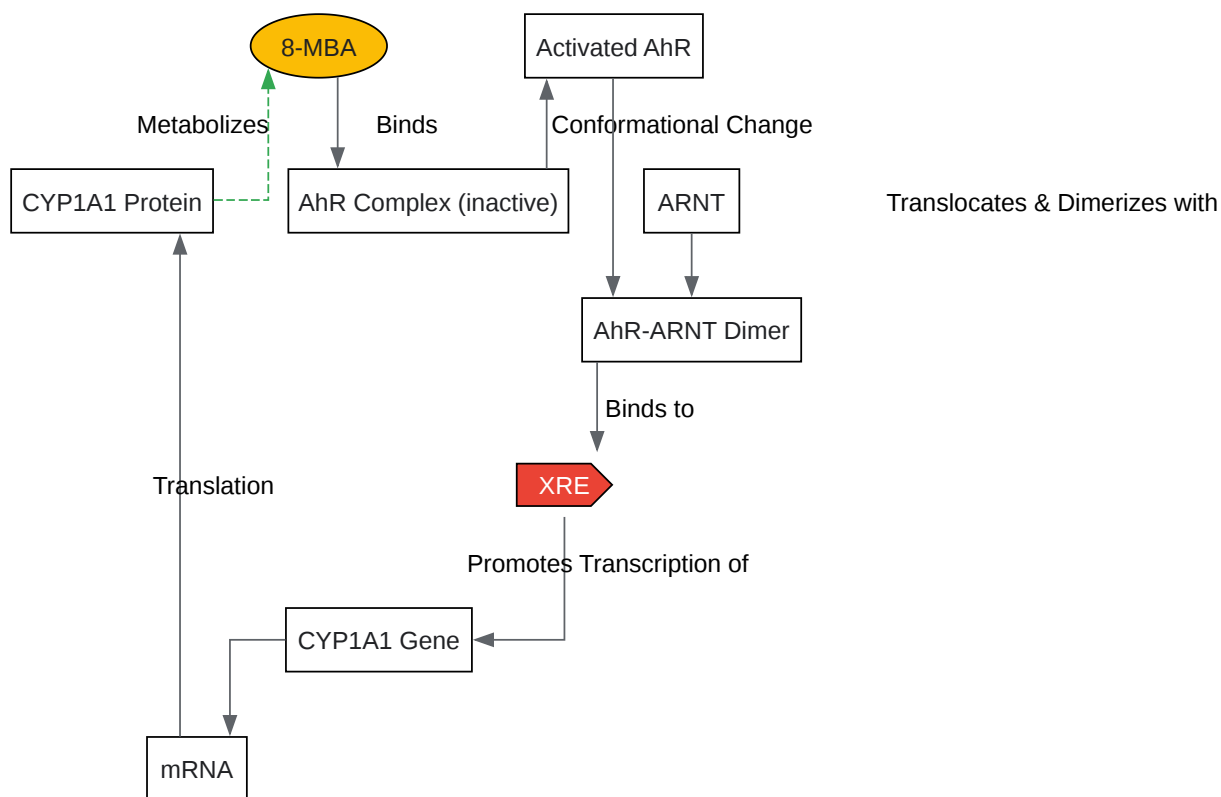 8-MBA
Activated AhR
Metabolizes
Binds
Conformational Change
CYP1A1 Protein
AhR Complex (inactive)
ARNT
Translocates & Dimerizes with
AhR-ARNT Dimer
Binds to
XRE
Translation
Promotes Transcription of
CYP1A1 Gene
mRNA